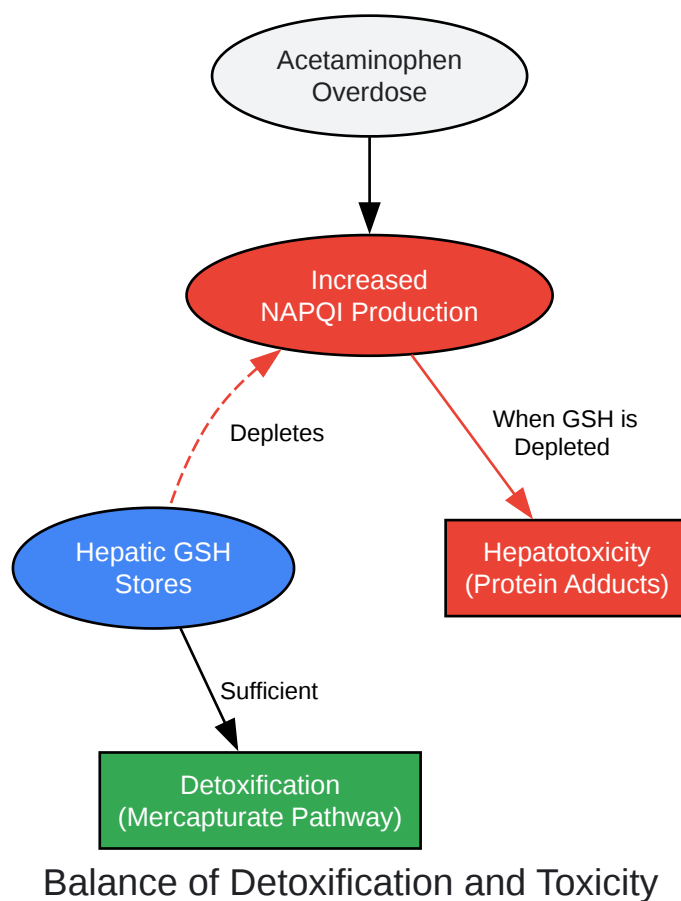 Acetaminophen
Overdose
Increased
NAPQI Production
Depletes
When GSH is
Depleted
Hepatic GSH
Stores
Hepatotoxicity
(Protein Adducts)
Sufficient
Detoxification
(Mercapturate Pathway)
Balance of Detoxification and Toxicity